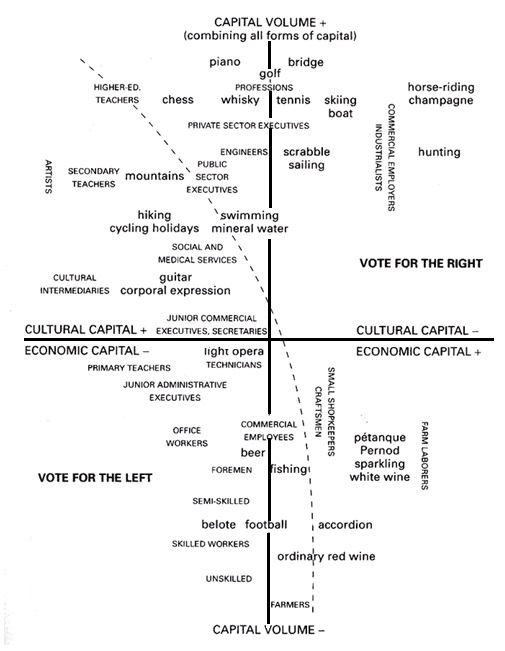 CAPITAL VOLUME +
(combining all forms of capital)
piano bridge
golf
HIGHER-ED. PROFESSIONS horse-riding
TEACHERS chess whisky tennis skiing champagne
boat
PRIVATE SECTOR EXECUTIVES
COMMERCIAL EMPLOYERS
INDUSTRIALISTS
ENGINEERS scrabble hunting
PUBLIC sailing
ARTISTS
SECONDARY mountains SECTOR
TEACHERS EXECUTIVES
hiking swimming
cycling holidays mineral water
SOCIAL AND
MEDICAL SERVICES
VOTE FOR THE RIGHT
CULTURAL guitar
INTERMEDIARIES corporal expression
JUNIOR COMMERCIAL
CULTURAL CAPITAL + EXECUTIVES, SECRETARIES CULTURAL CAPITAL –
ECONOMIC CAPITAL – light opera ECONOMIC CAPITAL +
PRIMARY TEACHERS TECHNICIANS
JUNIOR ADMINISTRATIVE
EXECUTIVES
SMALL SHOPKEEPERS
CRAFTSMEN
FARM LABORERS
OFFICE COMMERCIAL
WORKERS EMPLOYEES pétanque
beer Pernod
FOREMEN fishing sparkling
VOTE FOR THE LEFT white wine
SEMI-SKILLED
belote football accordion
SKILLED WORKERS
ordinary red wine
UNSKILLED
FARMERS
CAPITAL VOLUME –